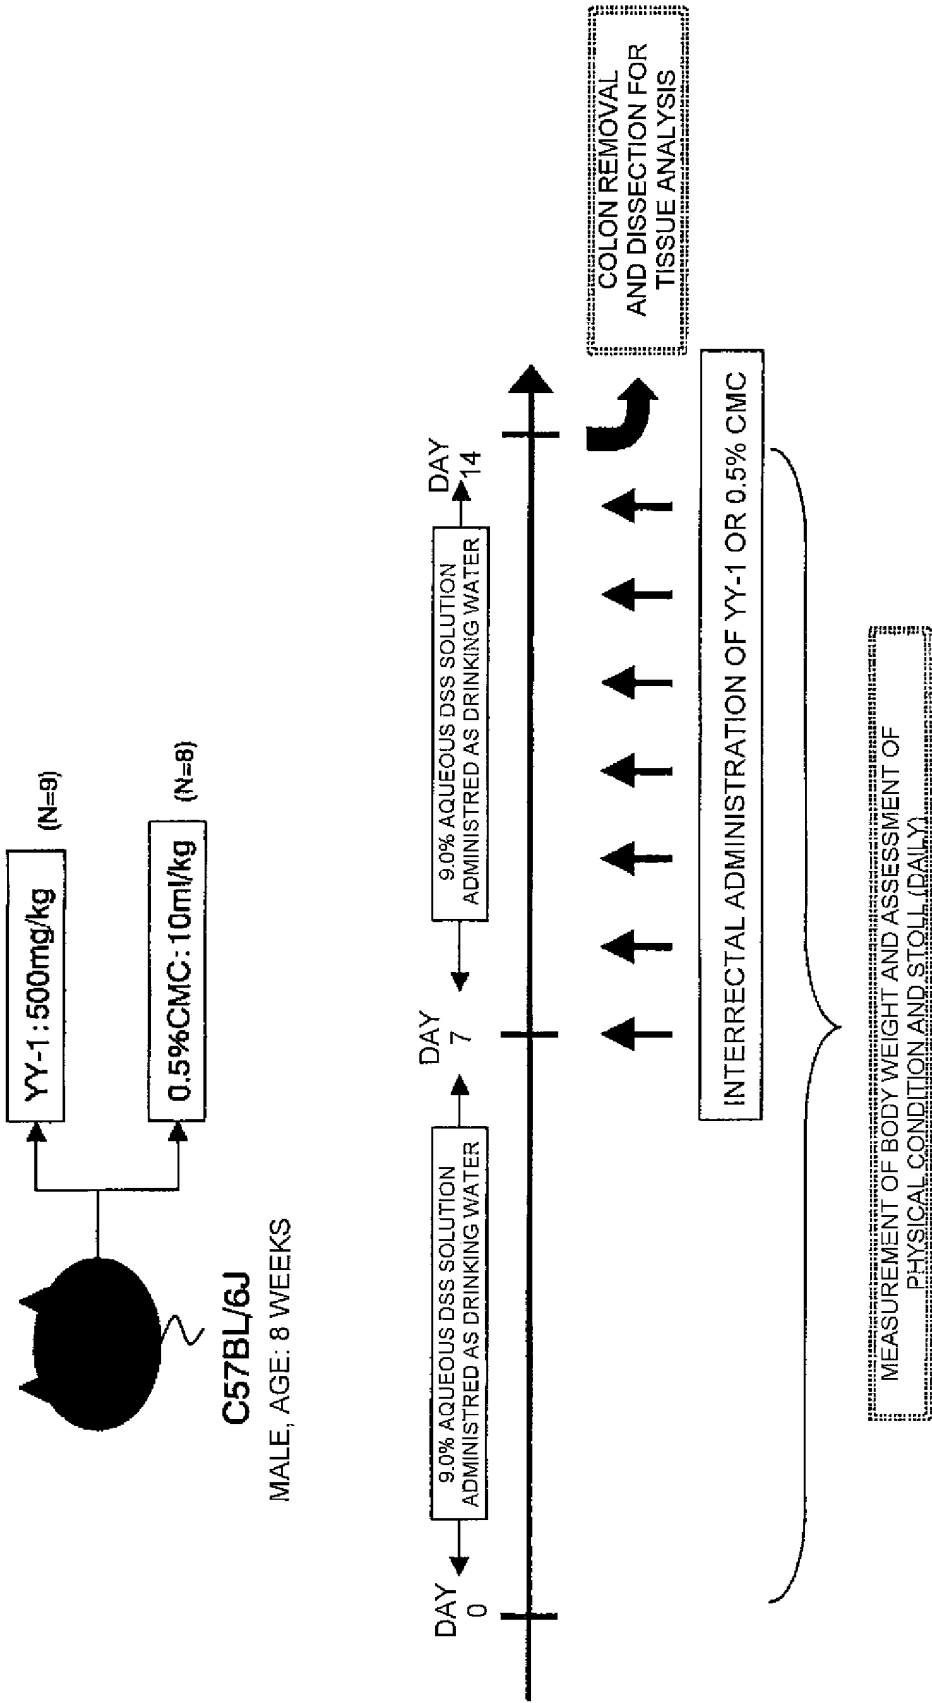 YY-1:500mg/kg
(N=9)
0.5%CMC:10ml/kg
(N=8)
C57BL/6J
MALE, AGE: 8 WEEKS
DAY
0
9.0% AQUEOUS DSS SOLUTION
ADMINISTRED AS DRINKING WATER
DAY
7
9.0% AQUEOUS DSS SOLUTION
ADMINISTRED AS DRINKING WATER
DAY
14
COLON REMOVAL
AND DISSECTION FOR
TISSUE ANALYSIS
INTERRECTAL ADMINISTRATION OF YY-1 OR 0.5% CMC
MEASUREMENT OF BODY WEIGHT AND ASSESSMENT OF
PHYSICAL CONDITION AND STOLL (DAILY)